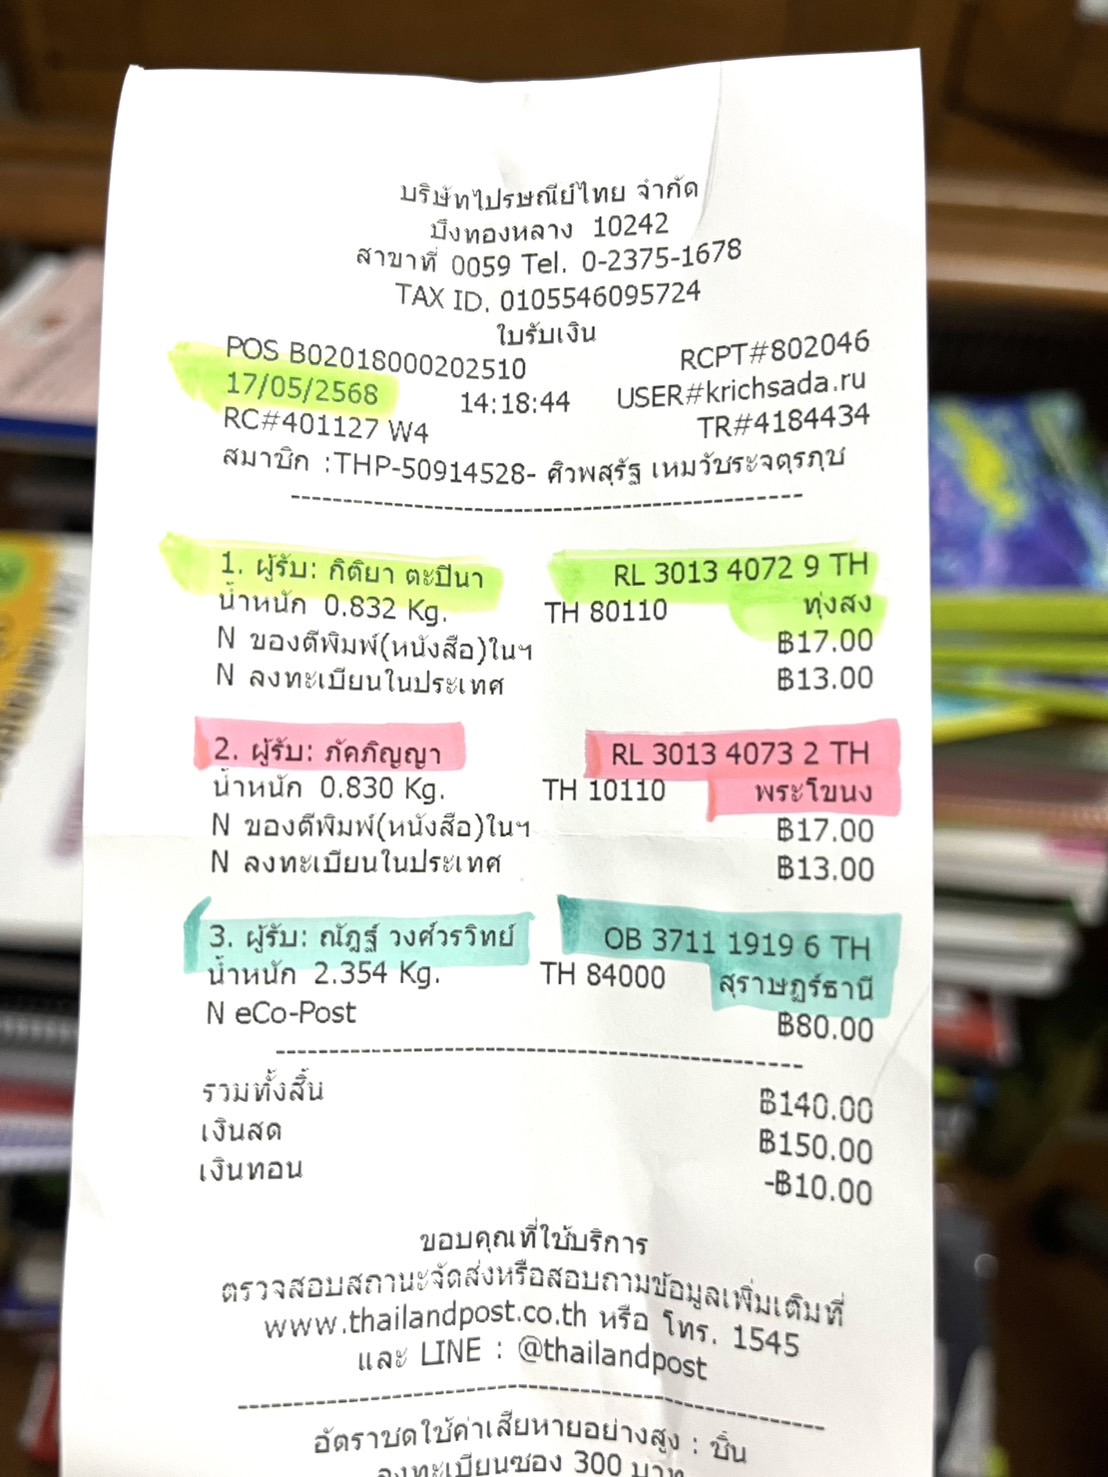 บริษัทไปรษณีย์ไทย จำกัด
บึงทองหลาง 10242
สาขาที่ 0059 Tel. 0-2375-1678
TAX ID. 0105546095724
ใบรับเงิน
POS B02018000202510 RCPT#802046
17/05/2568 14:18:44 USER#krichsada.ru
RC#401127 W4 TR#4184434
สมาชิก :THP-50914528- ศิวพสุรัฐ เหมวัชระจตุรภุช
1. ผู้รับ: กิติยา ตะปินา RL 3013 4072 9 TH
น้ำหนัก 0.832 Kg. TH 80110 ทุ่งสง
N ของตีพิมพ์(หนังสือ)ในฯ ฿17.00
N ลงทะเบียนในประเทศ ฿13.00
2. ผู้รับ: ภัคภิญญา RL 3013 4073 2 TH
น้ำหนัก 0.830 Kg. TH 10110 พระโขนง
N ของตีพิมพ์(หนังสือ)ในฯ ฿17.00
N ลงทะเบียนในประเทศ ฿13.00
3. ผู้รับ: ณัฎฐ์ วงศ์วรวิทย์ OB 3711 1919 6 TH
น้ำหนัก 2.354 Kg. TH 84000 สุราษฎร์ธานี
N eCo-Post ฿80.00
รวมทั้งสิ้น ฿140.00
เงินสด ฿150.00
เงินทอน -฿10.00
ขอบคุณที่ใช้บริการ
ตรวจสอบสถานะจัดส่งหรือสอบถามข้อมูลเพิ่มเติมที่
www.thailandpost.co.th หรือ โทร. 1545
และ LINE : @thailandpost
อัตราชดใช้ค่าเสียหายอย่างสูง : ชิ้น
ลงทะเบียนซอง 300 บาท